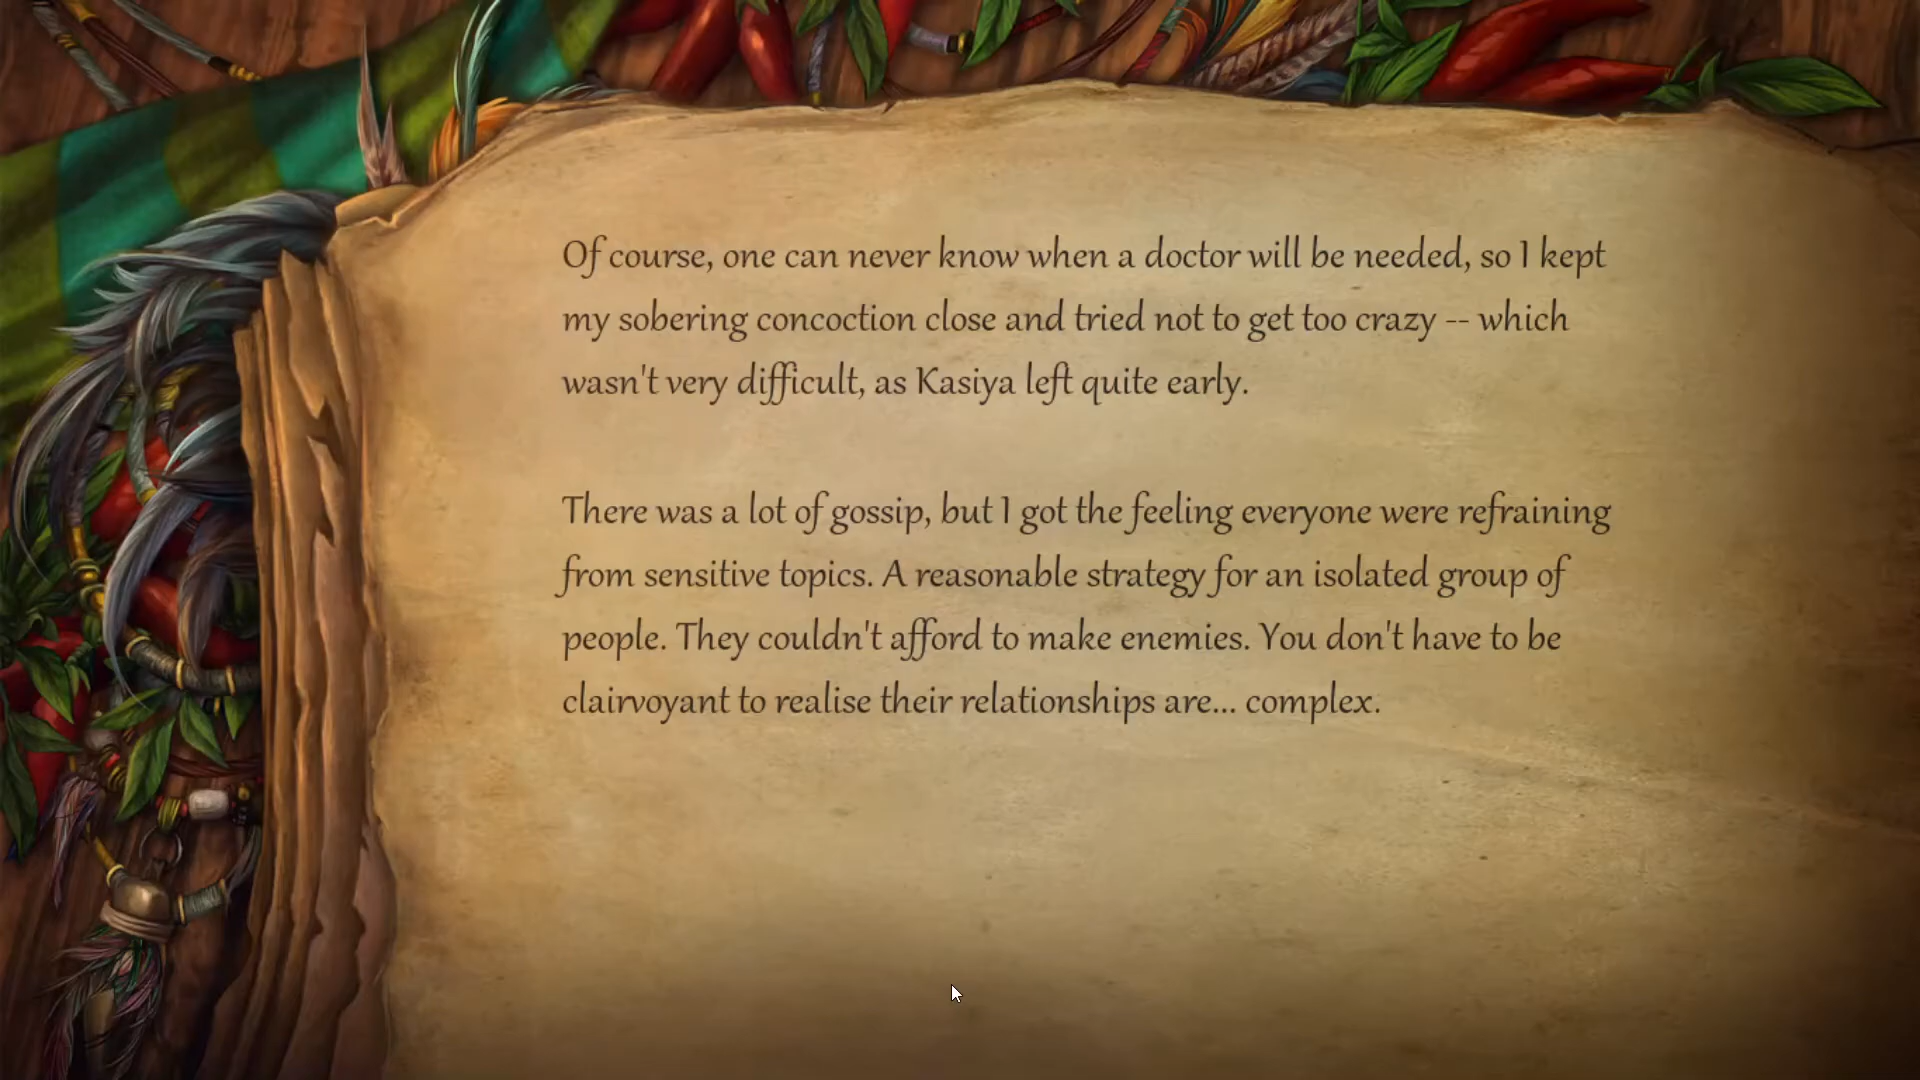 Of course, one can never know when a doctor will be needed, so I kept
my sobering concoction close and tried not to get too crazy -- which
wasn't very difficult, as Kasiya left quite early.
There was a lot of gossip, but I got the feeling everyone were refraining
from sensitive topics. A reasonable strategy for an isolated group of
people. They couldn't afford to make enemies. You don't have to be
clairvoyant to realise their relationships are... complex.